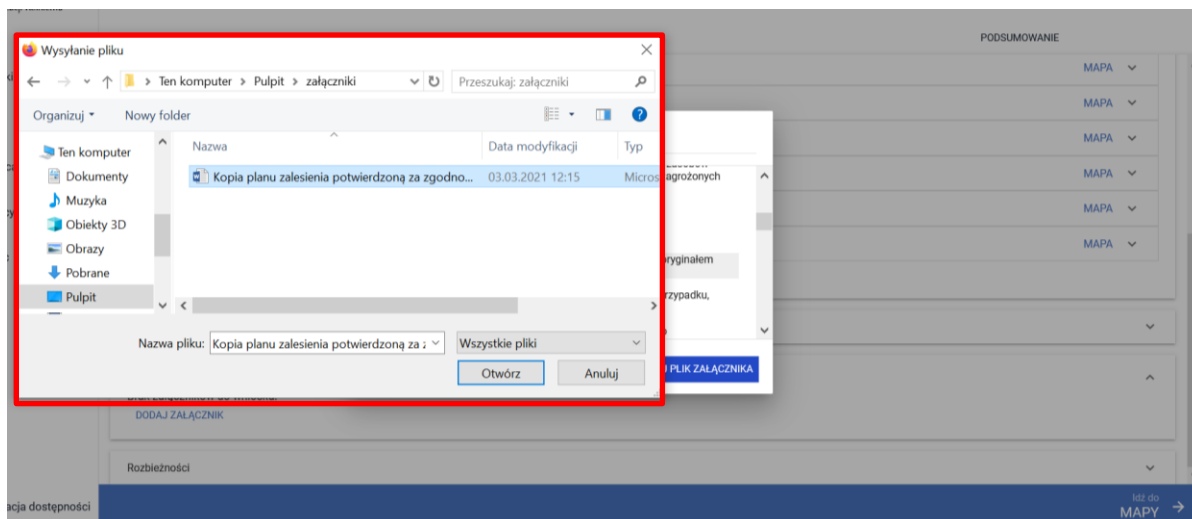 PODSUMOWANIE
Wysyłanie pliku
MAPA
Ten komputer > Pulpit > załączniki
Przeszukaj: załączniki
MAPA
Organizuj
Nowy folder
MAPA
Nazwa
Data modyfikacji
Typ
Ten komputer
Dokumenty
Kopia planu zalesienia potwierdzoną za zgodno...
03.03.2021 12:15
Micros
agrożonych
MAPA
Muzyka
MAPA
Obiekty 3D
Obrazy
MAPA
Pobrane
oryginałem
Pulpit
rzypadku,
Nazwa pliku:
Kopia planu zalesienia potwierdzoną za
Wszystkie pliki
Otwórz
Anuluj
PLIK ZAŁĄCZNIKA
DODAJ ZAŁĄCZNIK
Rozbieżności
Idź do
acja dostępności
MAPY